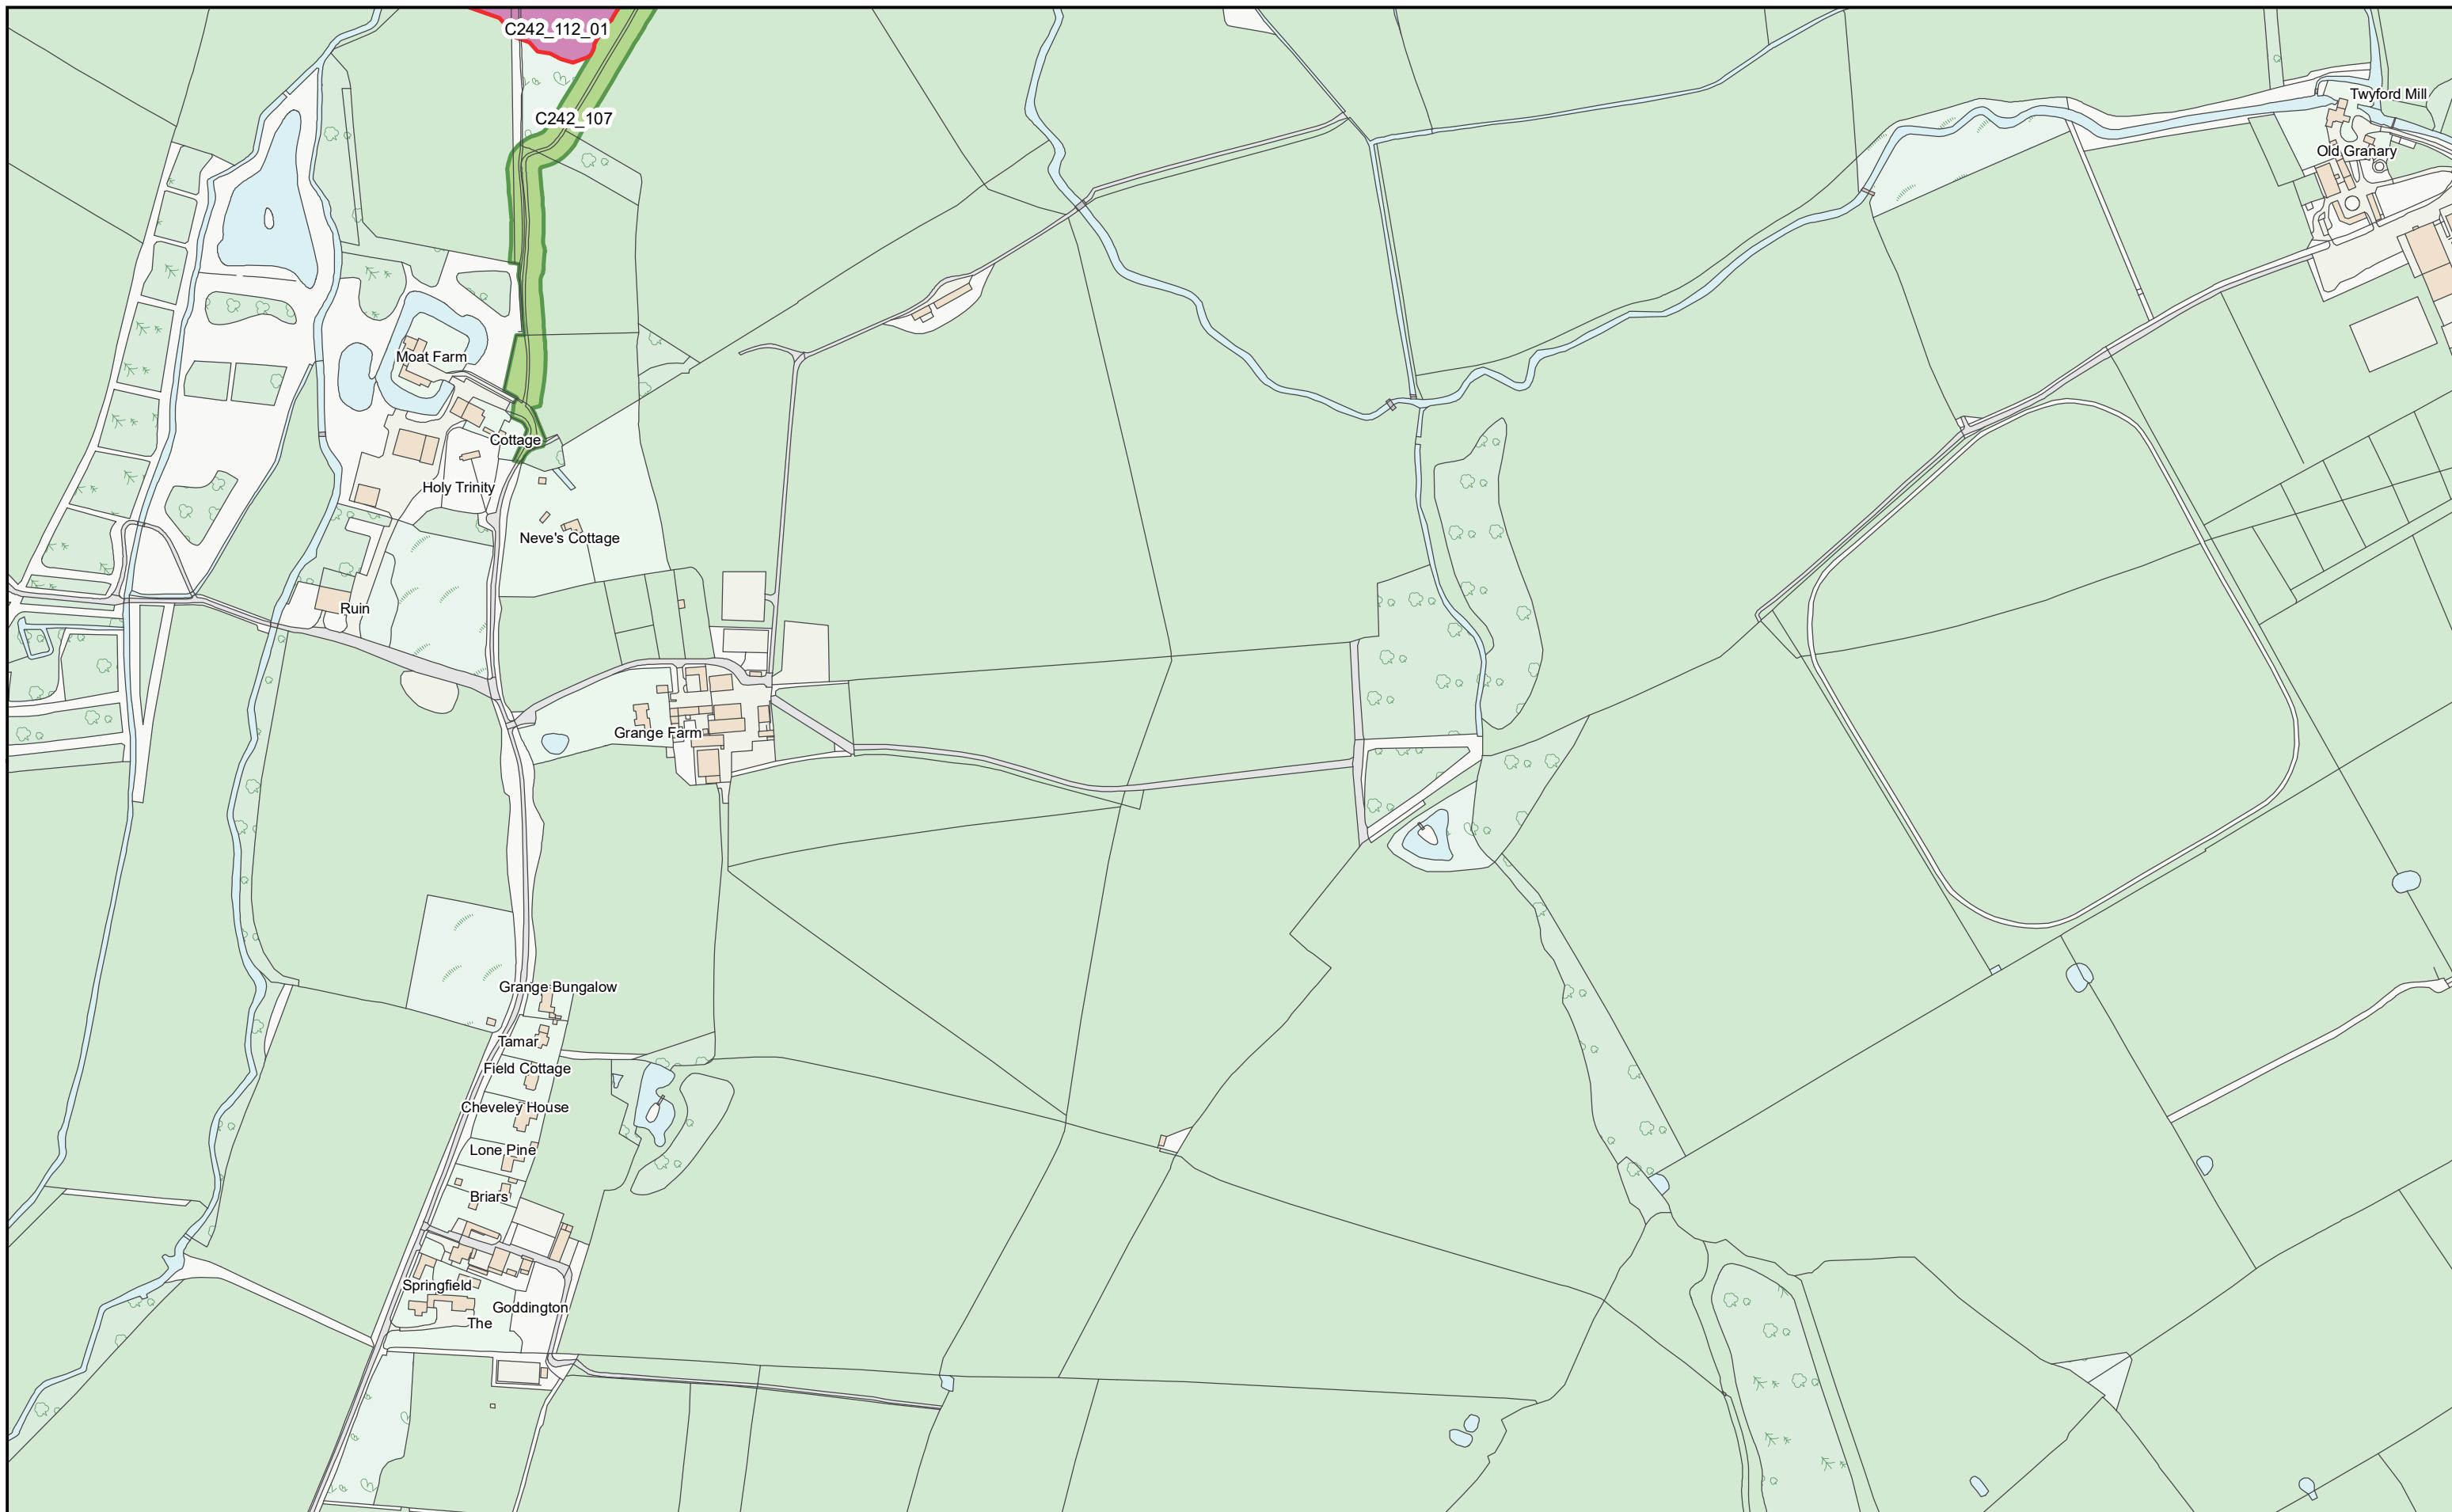 C242_112_01
Twyford Mill
C242_107
Old Granary
Moat Farm
Cottage
Holy Trinity
Neve's Cottage
Ruin
Grange Farm
Grange Bungalow
Tamar
Field Cottage
Cheveley House
Lone Pine
Briars
Springfield
Goddington
The